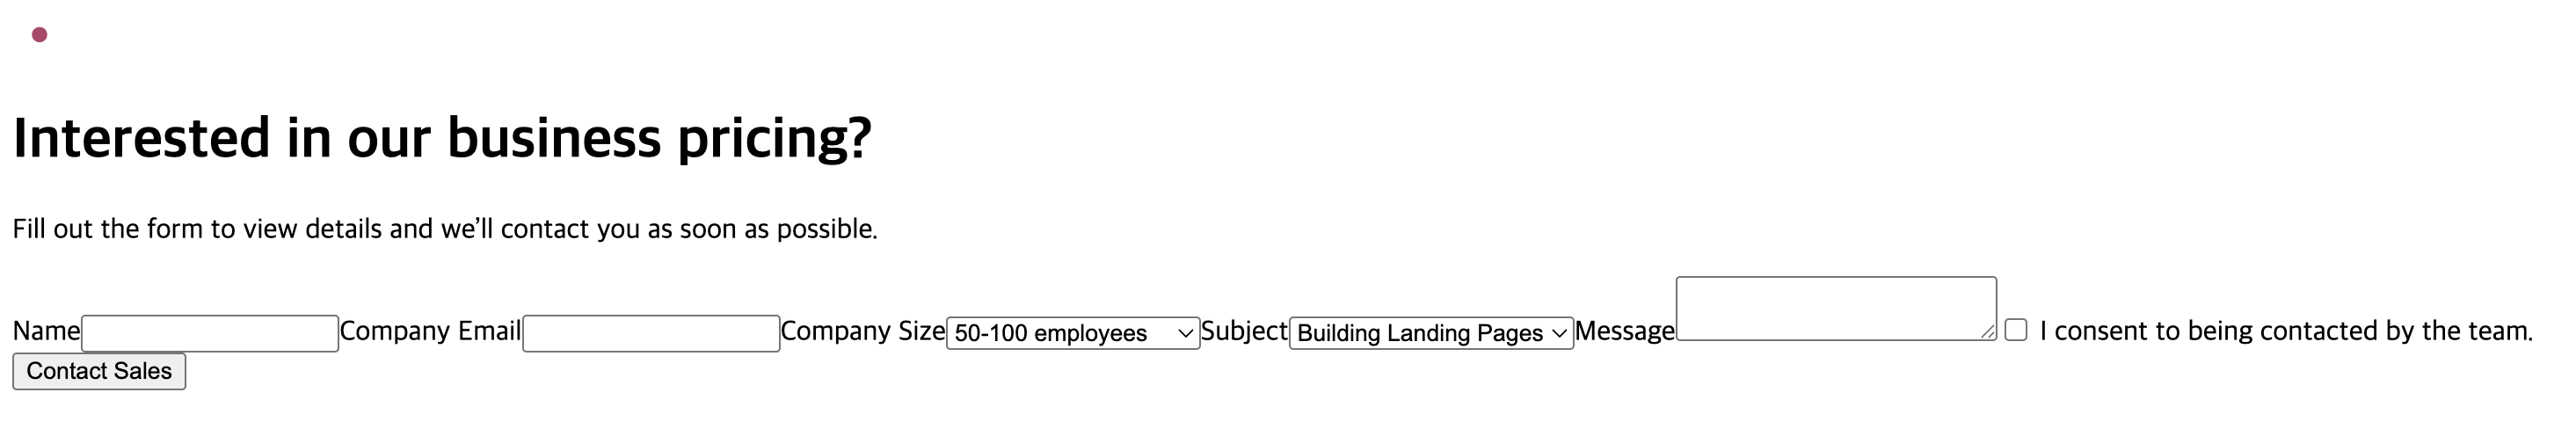 Interested in our business pricing?
Fill out the form to view details and we’ll contact you as soon as possible.
Name Company Email Company Size 50-100 employees Subject Building Landing Pages Message I consent to being contacted by the team.
Contact Sales